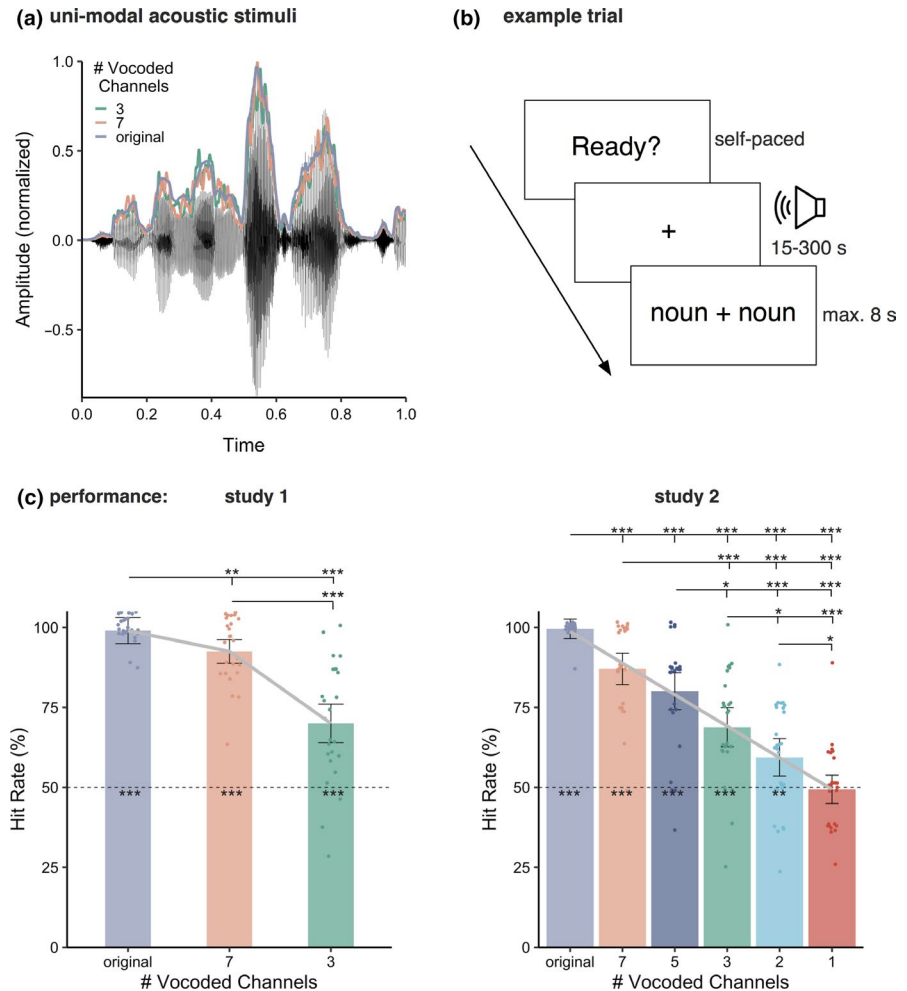 (a) uni-modal acoustic stimuli
# Vocoded
Channels
3
7
original
1.0
0.5
0.0
−0.5
Amplitude (normalized)
0.0 0.2 0.4 0.6 0.8 1.0
Time
(b) example trial
Ready?
self-paced
+
15-300 s
noun + noun
max. 8 s
(c) performance: study 1
** ***
***
100
75
50
25
0
Hit Rate (%)
*** *** ***
original 7 3
# Vocoded Channels
study 2
*** *** *** *** ***
*** *** ***
* *** ***
* ***
*
100
75
50
25
0
Hit Rate (%)
*** *** *** *** **
original 7 5 3 2 1
# Vocoded Channels